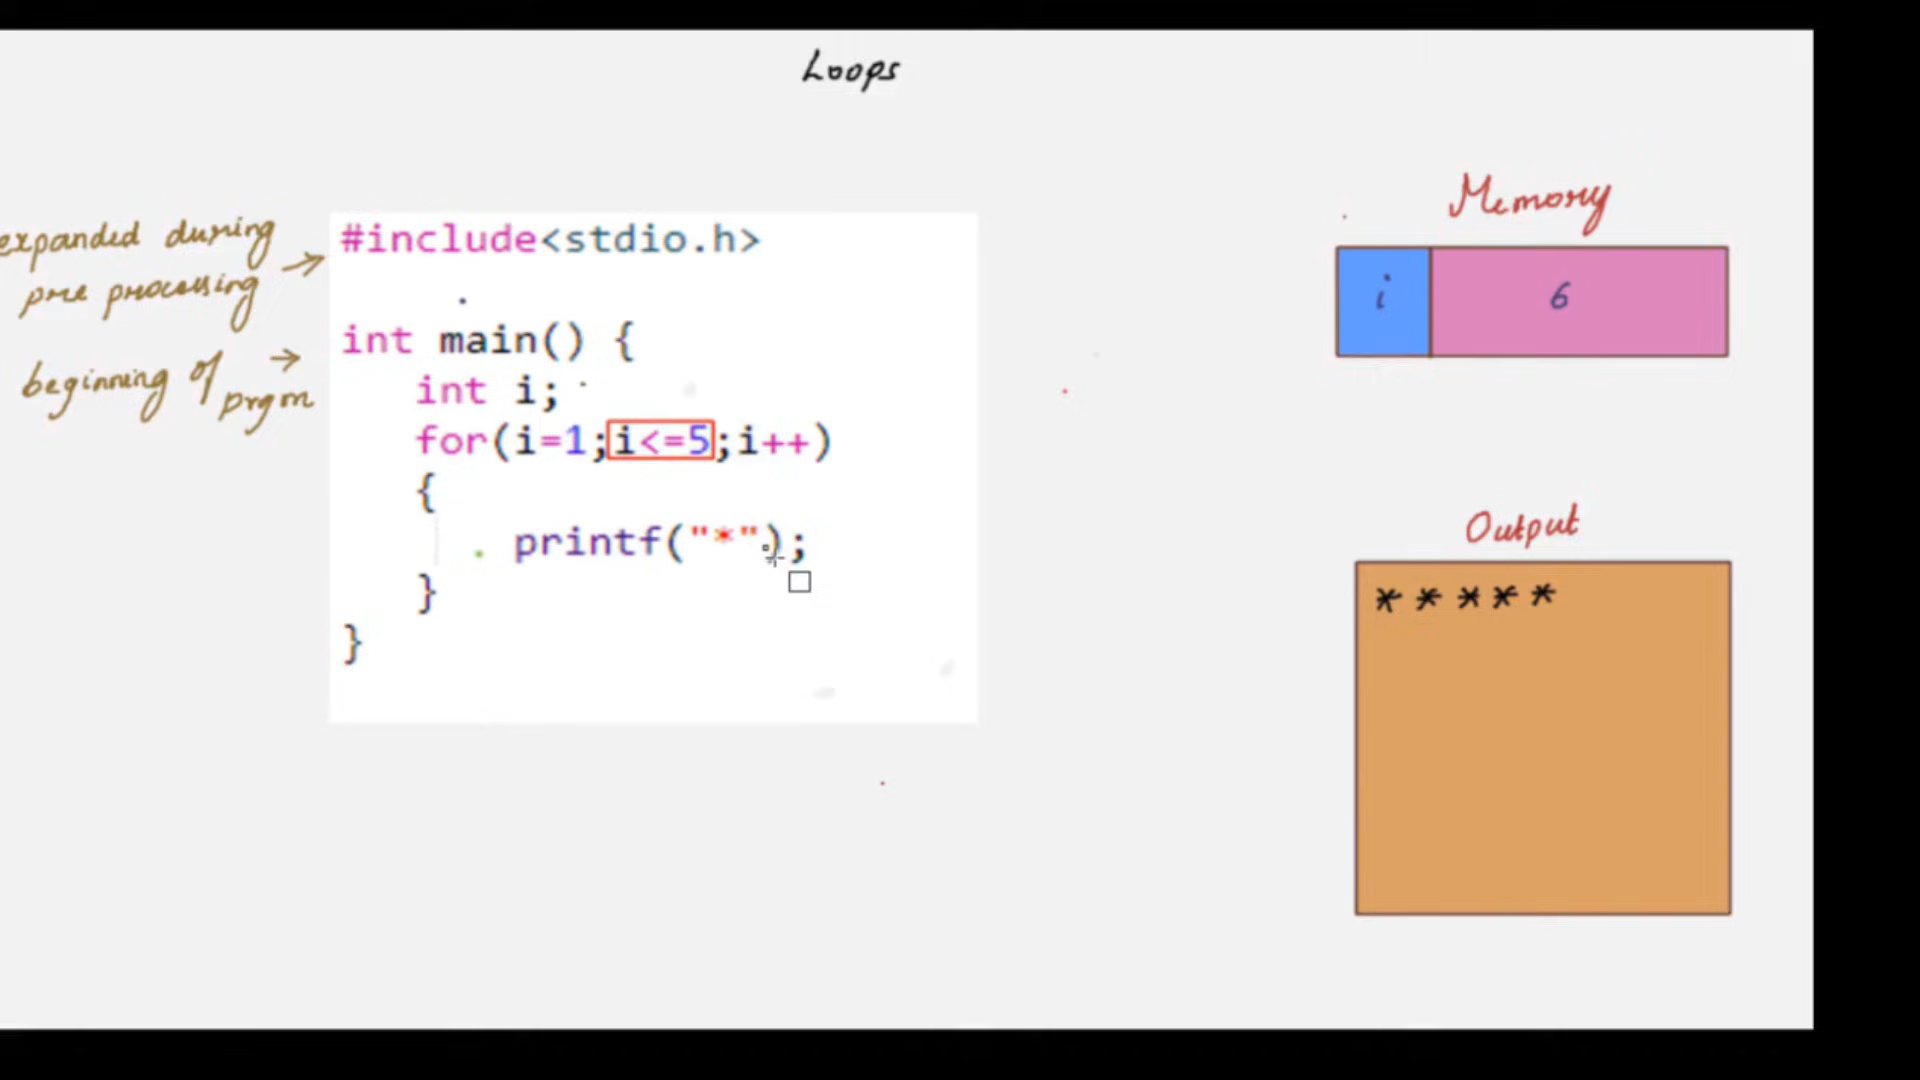 Loops
expanded during
pre processing
beginning of
prgm
#include<stdio.h>
int main() {
int i;
for(i=1;i<=5;i++)
{
printf("*");
}
}
Memory
i 6
Output
* * * * *